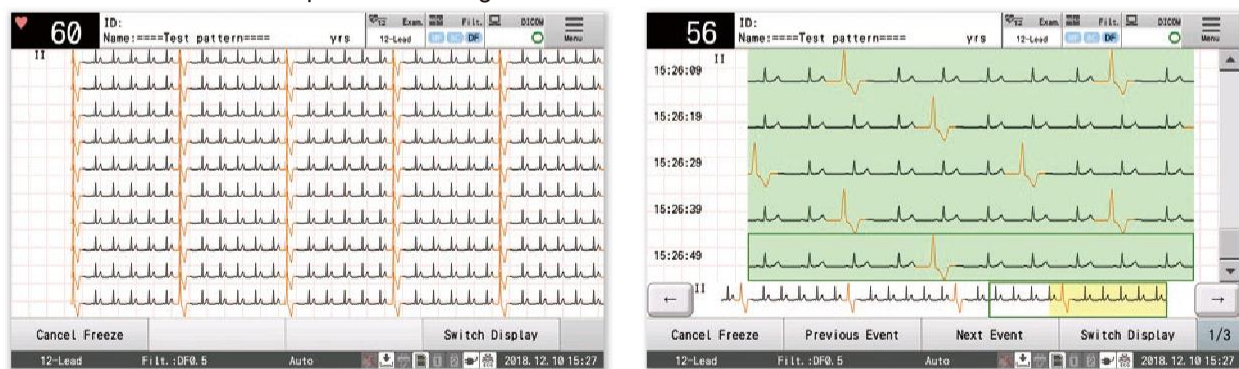 60
ID:
Name:====Test pattern==== yrs
Exam. Filt. DICOM
12-Lead DF Menu
II
Cancel Freeze Switch Display
12-Lead Filt.:DF0.5 Auto 2018.12.10 15:27
56
ID:
Name:====Test pattern==== yrs
Exam. Filt. DICOM
12-Lead DF Menu
II
15:26:09
15:26:19
15:26:29
15:26:39
15:26:49
← II →
Cancel Freeze Previous Event Next Event Switch Display 1/3
12-Lead Filt.:DF0.5 Auto 2018.12.10 15:27